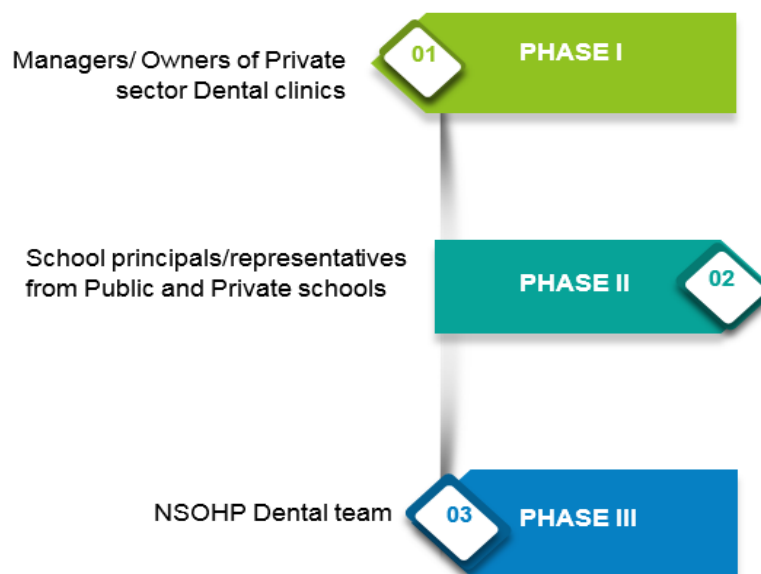 Managers/ Owners of Private
sector Dental clinics
01
PHASE I
School principals/representatives
from Public and Private schools
PHASE II
02
NSOHP Dental team
03
PHASE III